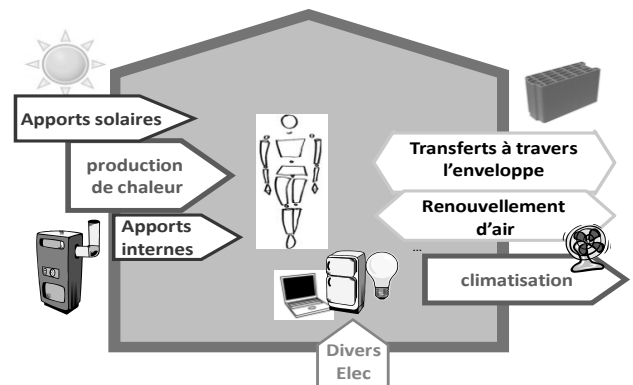 Apports solaires
production
de chaleur
Apports
internes
Transferts à travers
l'enveloppe
Renouvellement
d'air
...
climatisation
Divers
Elec